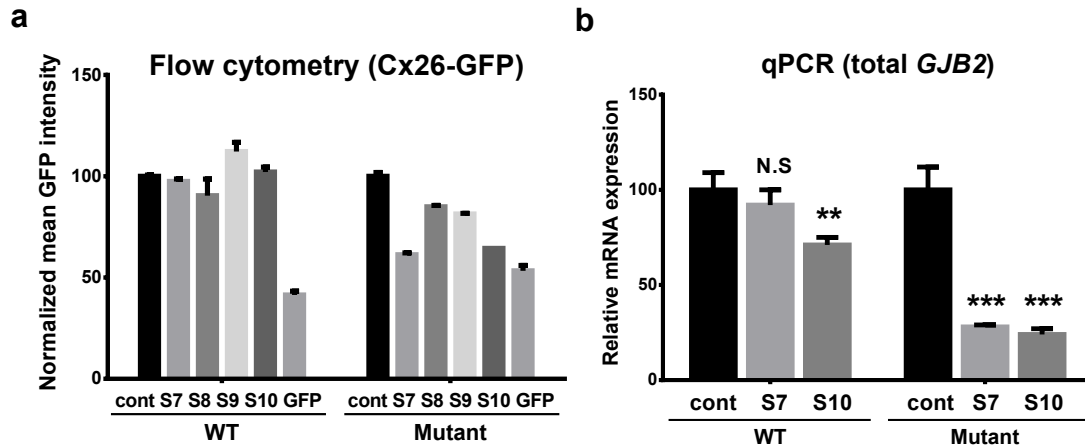 a
Flow cytometry (Cx26-GFP)
Normalized mean GFP intensity
150
100
50
0
cont S7 S8 S9 S10 GFP
cont S7 S8 S9 S10 GFP
WT
Mutant
b
qPCR (total GJB2)
Relative mRNA expression
150
100
50
0
N.S
**
*** ***
cont S7 S10
cont S7 S10
WT
Mutant